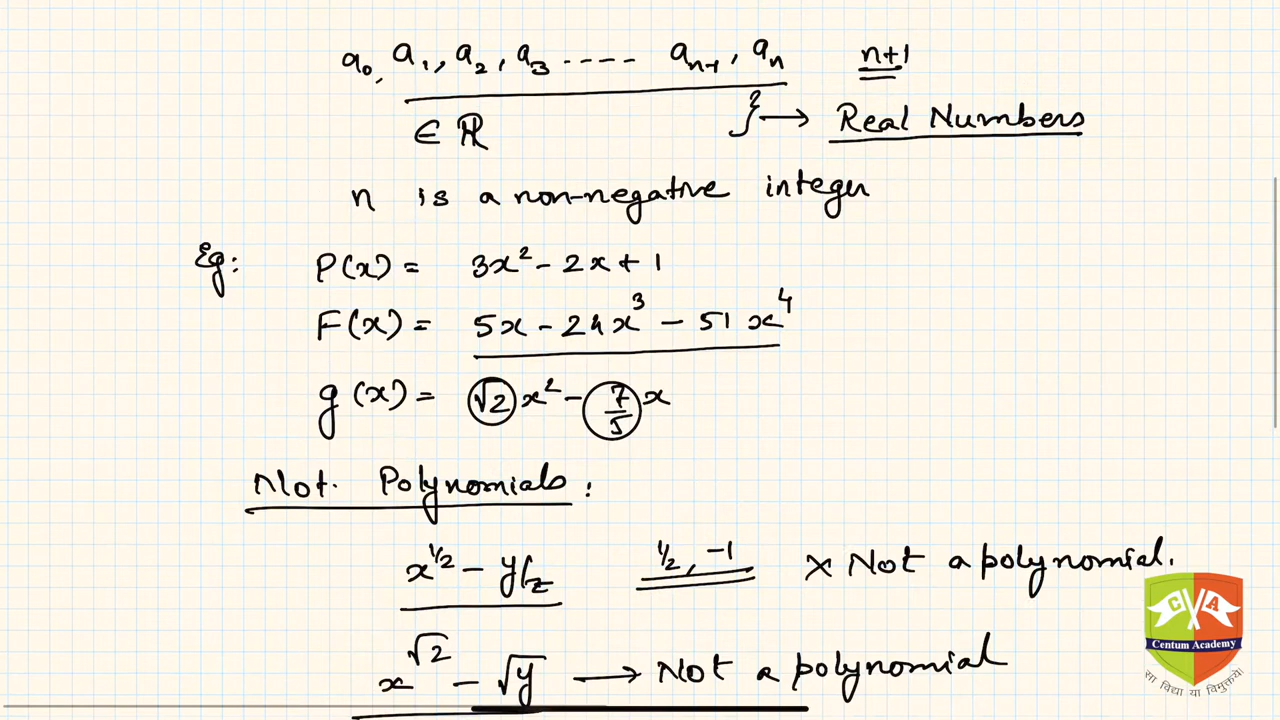 a₀, a₁, a₂, a₃ ..... aₙ₋₁, aₙ n+1
∈ ℝ } → Real Numbers
n is a non-negative integer
Eg: P(x) = 3x² - 2x + 1
F(x) = 5x - 24x³ - 51x⁴
g(x) = √2 x² - 7/5 x
Not Polynomials:
x^1/2 - y/z 1/2, -1 × Not a polynomial.
x^√2 - √y → Not a polynomial
C A
Centum Academy
सा विद्या या विमुक्तये